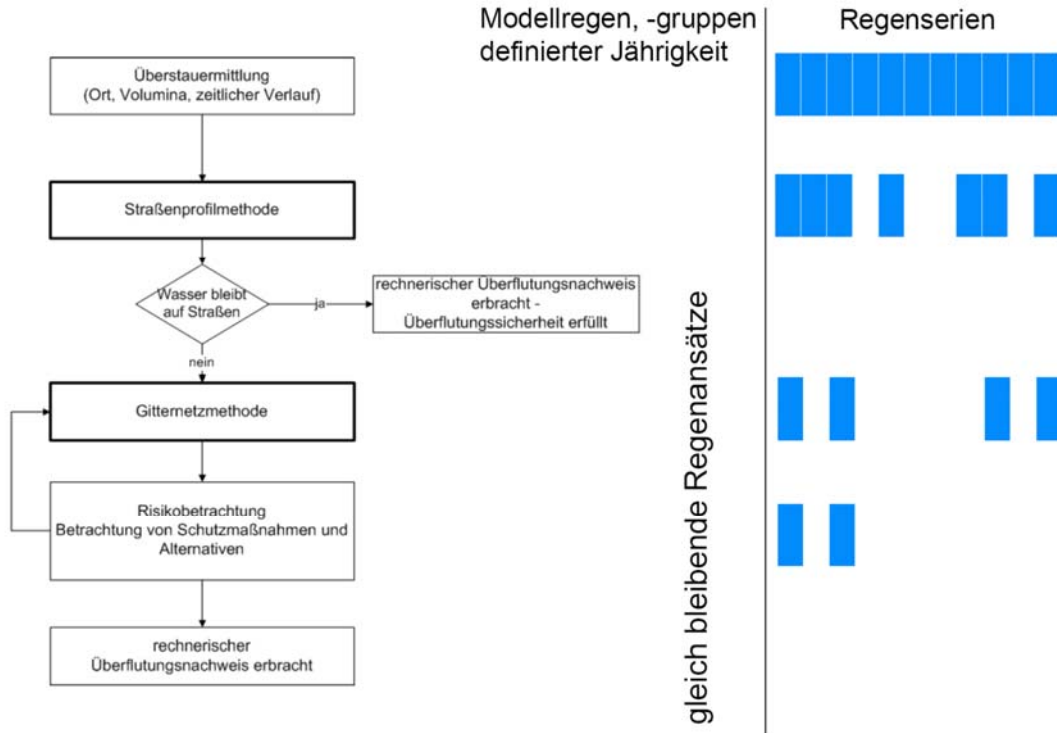 Modellregen, -gruppen
definierter Jährigkeit
Regenserien
Überstauermittlung
(Ort, Volumina, zeitlicher Verlauf)
Straßenprofilmethode
Wasser bleibt
auf Straßen
ja
rechnerischer Überflutungsnachweis
erbracht -
Überflutungssicherheit erfüllt
nein
Gitternetzmethode
Risikobetrachtung
Betrachtung von Schutzmaßnahmen und
Alternativen
rechnerischer
Überflutungsnachweis erbracht
gleich bleibende Regenansätze